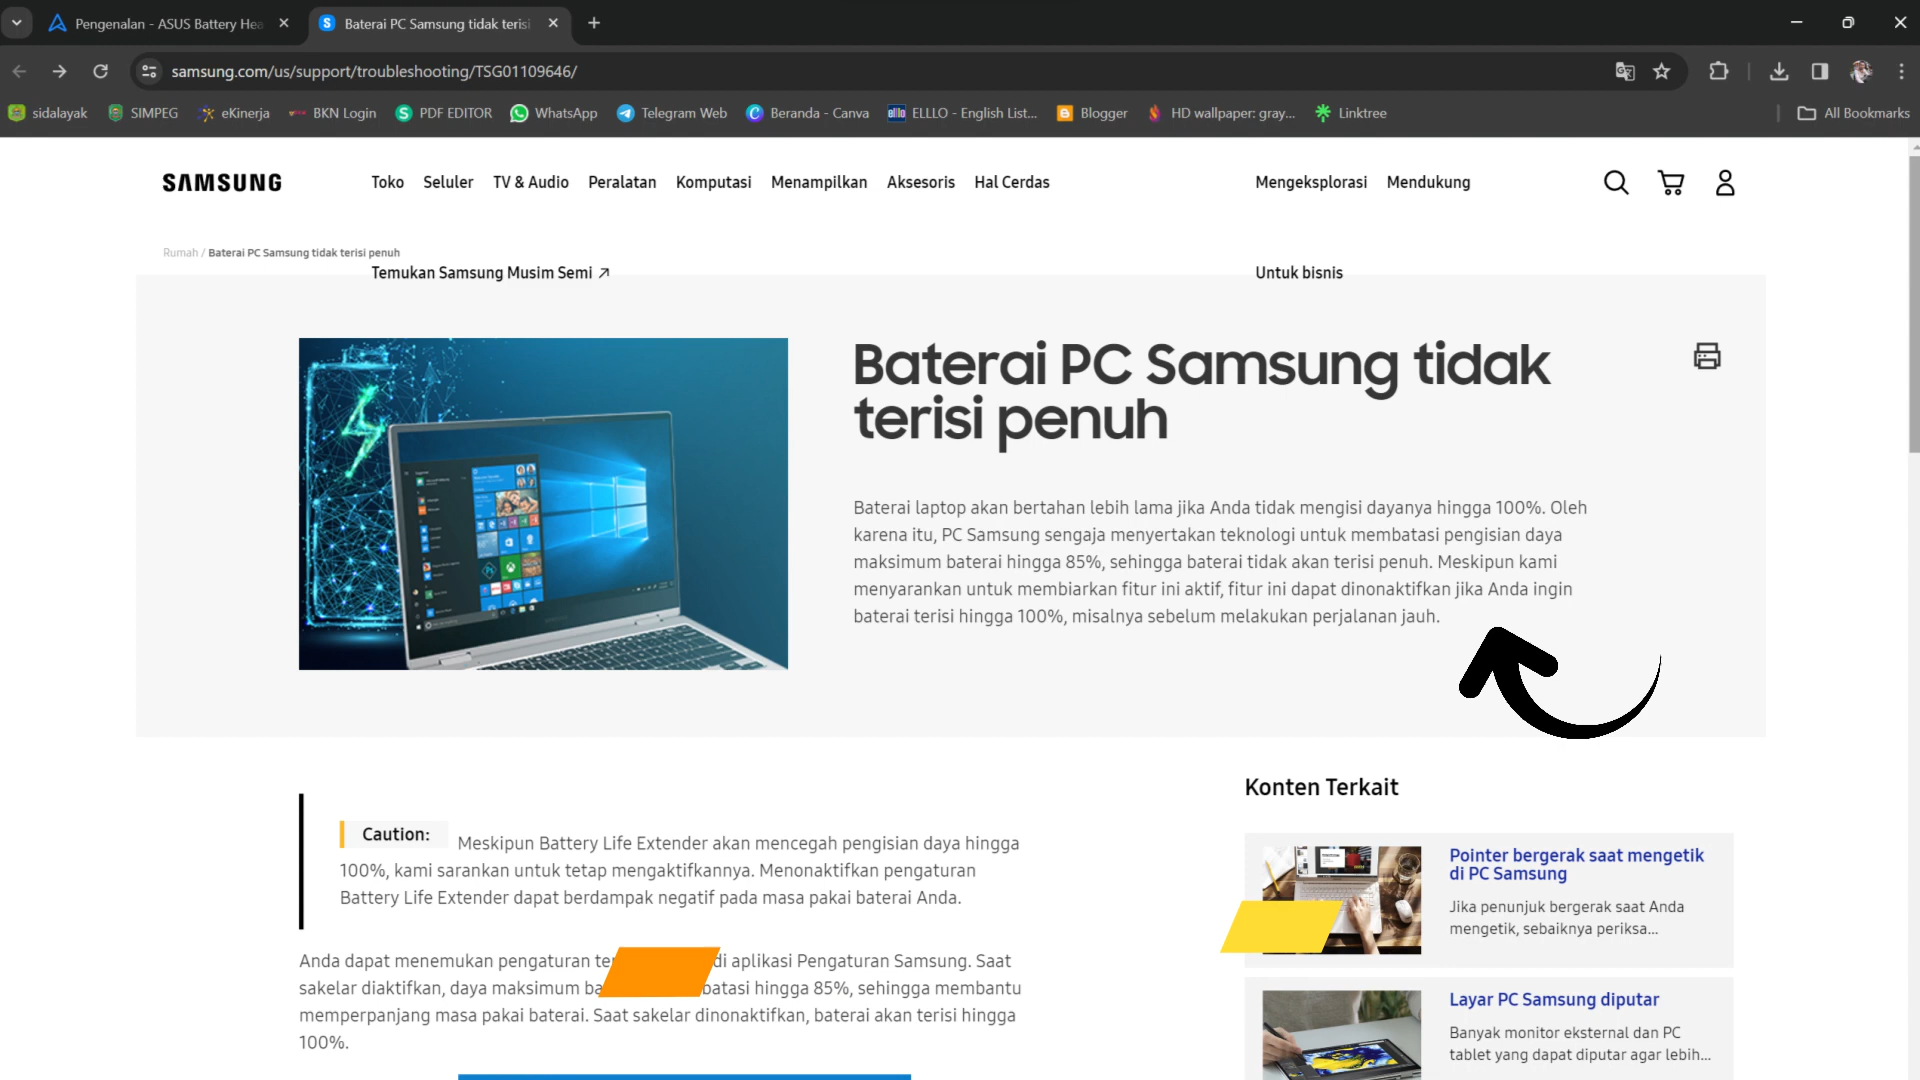 Pengenalan - ASUS Battery Hea
Baterai PC Samsung tidak terisi
samsung.com/us/support/troubleshooting/TSG01109646/
sidalayak
SIMPEG
eKinerja
BKN Login
PDF EDITOR
WhatsApp
Telegram Web
Beranda - Canva
ELLLO - English List...
Blogger
HD wallpaper: gray...
Linktree
All Bookmarks
SAMSUNG
Toko Seluler TV & Audio Peralatan Komputasi Menampilkan Aksesoris Hal Cerdas
Mengeksplorasi Mendukung
Rumah / Baterai PC Samsung tidak terisi penuh
Temukan Samsung Musim Semi
Untuk bisnis
Baterai PC Samsung tidak
terisi penuh
Baterai laptop akan bertahan lebih lama jika Anda tidak mengisi dayanya hingga 100%. Oleh
karena itu, PC Samsung sengaja menyertakan teknologi untuk membatasi pengisian daya
maksimum baterai hingga 85%, sehingga baterai tidak akan terisi penuh. Meskipun kami
menyarankan untuk membiarkan fitur ini aktif, fitur ini dapat dinonaktifkan jika Anda ingin
baterai terisi hingga 100%, misalnya sebelum melakukan perjalanan jauh.
Caution: Meskipun Battery Life Extender akan mencegah pengisian daya hingga
100%, kami sarankan untuk tetap mengaktifkannya. Menonaktifkan pengaturan
Battery Life Extender dapat berdampak negatif pada masa pakai baterai Anda.
Anda dapat menemukan pengaturan di aplikasi Pengaturan Samsung. Saat
sakelar diaktifkan, daya maksimum hingga 85%, sehingga membantu
memperpanjang masa pakai baterai. Saat sakelar dinonaktifkan, baterai akan terisi hingga
100%.
Konten Terkait
Pointer bergerak saat mengetik
di PC Samsung
Jika penunjuk bergerak saat Anda
mengetik, sebaiknya periksa...
Layar PC Samsung diputar
Banyak monitor eksternal dan PC
tablet yang dapat diputar agar lebih...